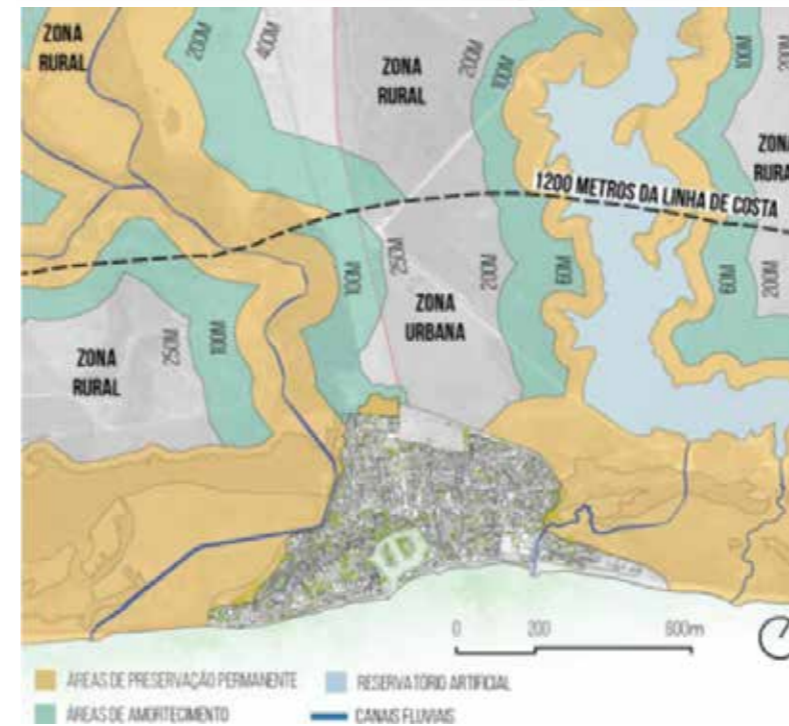 ZONA
RURAL
200M
400M
ZONA
RURAL
200M
100M
100M
200M
ZONA
RURAL
1200 METROS DA LINHA DE COSTA
100M
250M
ZONA
URBANA
200M
60M
60M
200M
ZONA
RURAL
250M
100M
0 200 600m
ÁREAS DE PRESERVAÇÃO PERMANENTE
RESERVATÓRIO ARTIFICIAL
ÁREAS DE AMORTECIMENTO
CANAIS FLUVIAIS